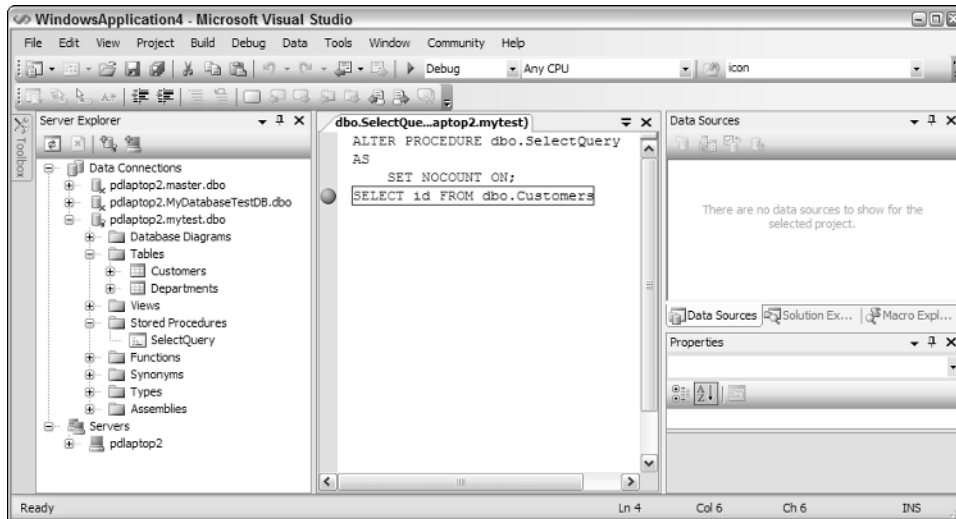 WindowsApplication4 - Microsoft Visual Studio
File Edit View Project Build Debug Data Tools Window Community Help
Debug Any CPU icon
Toolbox
Server Explorer
Data Connections
pdlaptop2.master.dbo
pdlaptop2.MyDatabaseTestDB.dbo
pdlaptop2.mytest.dbo
Database Diagrams
Tables
Customers
Departments
Views
Stored Procedures
SelectQuery
Functions
Synonyms
Types
Assemblies
Servers
pdlaptop2
dbo.SelectQue...aptop2.mytest)
ALTER PROCEDURE dbo.SelectQuery
AS
SET NOCOUNT ON;
SELECT id FROM dbo.Customers
Data Sources
There are no data sources to show for the
selected project.
Data Sources Solution Ex... Macro Expl...
Properties
Ready Ln 4 Col 6 Ch 6 INS